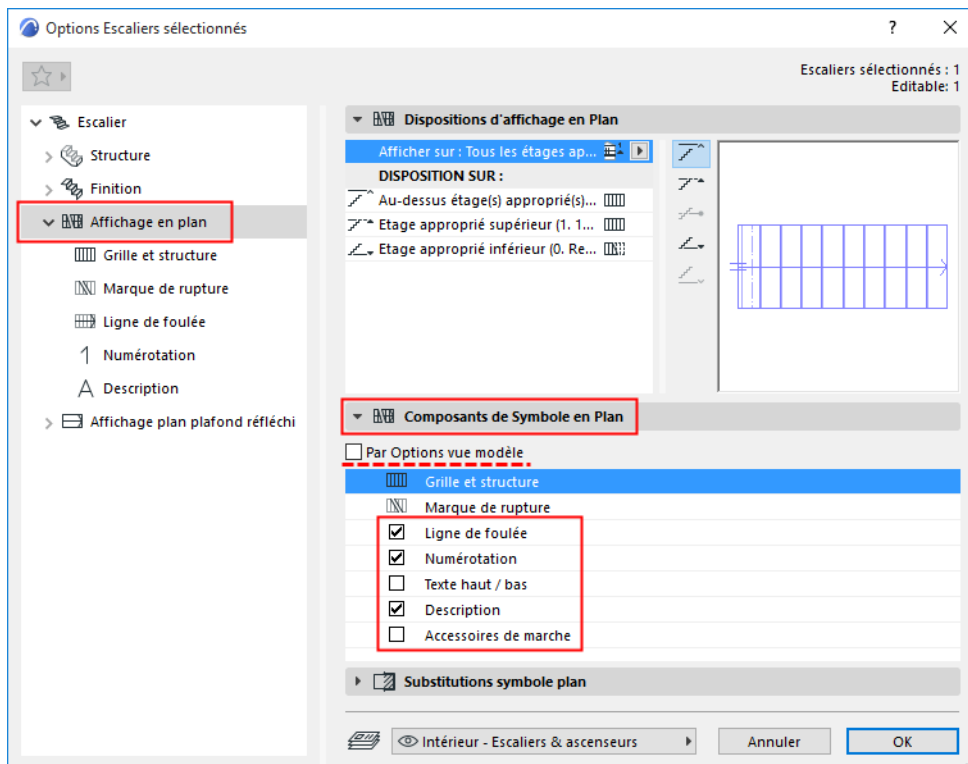 Options Escaliers sélectionnés
?
Escaliers sélectionnés : 1
Editable: 1
Escalier
Structure
Finition
Affichage en plan
Grille et structure
Marque de rupture
Ligne de foulée
Numérotation
Description
Affichage plan plafond réfléchi
Dispositions d'affichage en Plan
Afficher sur : Tous les étages ap...
DISPOSITION SUR :
Au-dessus étage(s) approprié(s)...
Etage approprié supérieur (1. 1...
Etage approprié inférieur (0. Re...
Composants de Symbole en Plan
Par Options vue modèle
Grille et structure
Marque de rupture
Ligne de foulée
Numérotation
Texte haut / bas
Description
Accessoires de marche
Substitutions symbole plan
Intérieur - Escaliers & ascenseurs
Annuler
OK